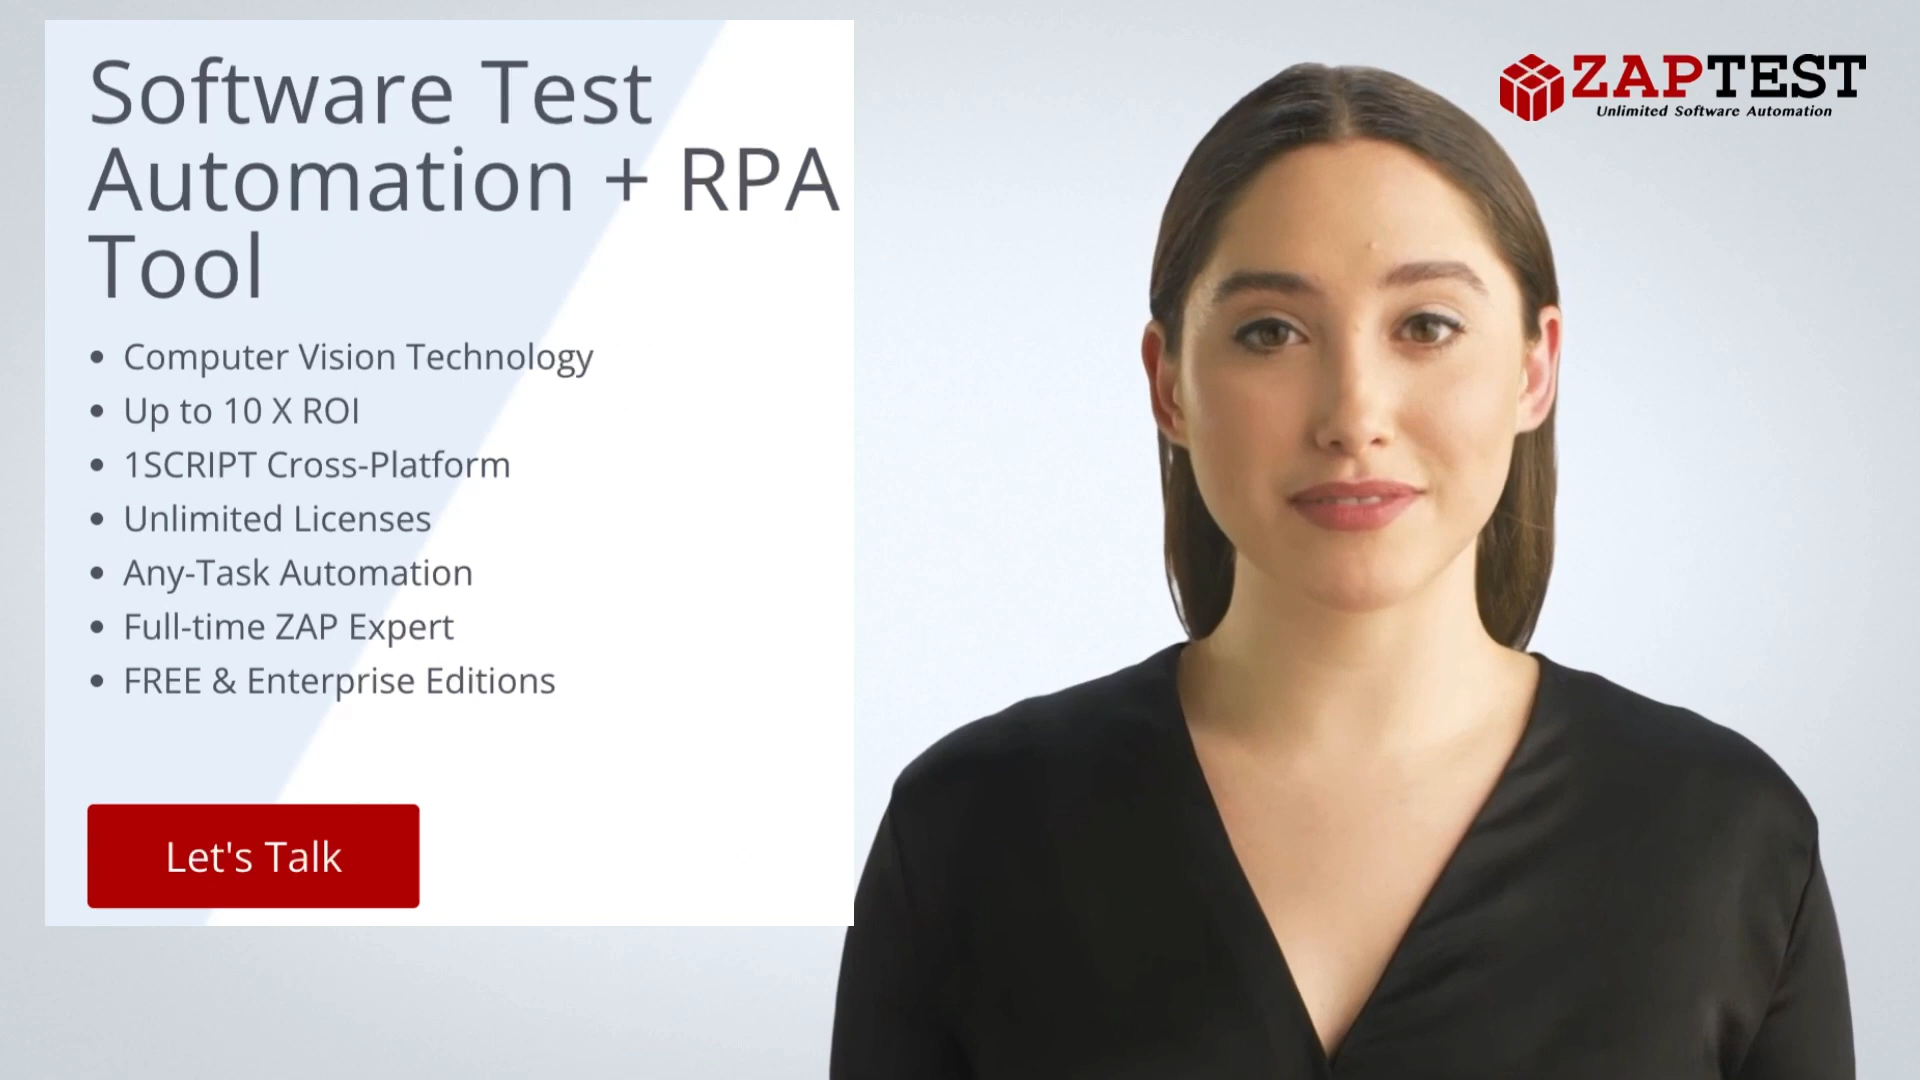 Software Test
Automation + RPA
Tool
• Computer Vision Technology
• Up to 10 X ROI
• 1SCRIPT Cross-Platform
• Unlimited Licenses
• Any-Task Automation
• Full-time ZAP Expert
• FREE & Enterprise Editions
Let's Talk
ZAPTEST
Unlimited Software Automation